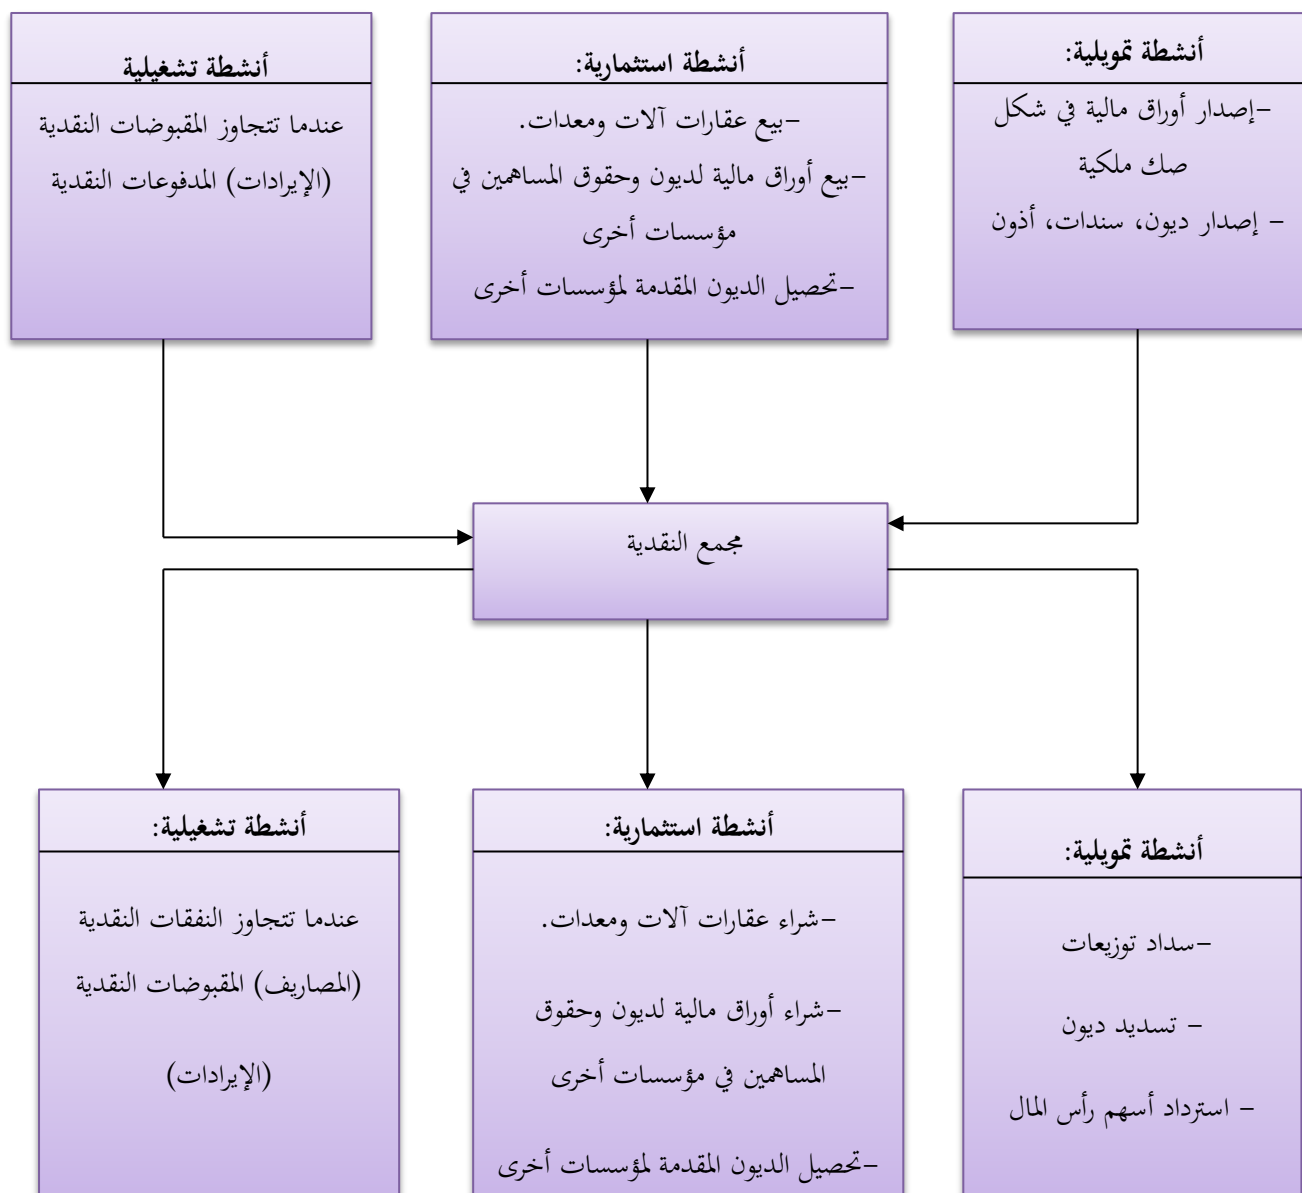 أنشطة تمويلية:
–إصدار أوراق مالية في شكل
صك ملكية
– إصدار ديون، سندات، أذون
أنشطة استثمارية:
–بيع عقارات آلات ومعدات.
–بيع أوراق مالية لديون وحقوق المساهمين في
مؤسسات أخرى
–تحصيل الديون المقدمة لمؤسسات أخرى
أنشطة تشغيلية
عندما تتجاوز المقبوضات النقدية
(الإيرادات) المدفوعات النقدية
مجمع النقدية
أنشطة تمويلية:
–سداد توزيعات
– تسديد ديون
– استرداد أسهم رأس المال
أنشطة استثمارية:
–شراء عقارات آلات ومعدات.
–شراء أوراق مالية لديون وحقوق
المساهمين في مؤسسات أخرى
–تحصيل الديون المقدمة لمؤسسات أخرى
أنشطة تشغيلية:
عندما تتجاوز النفقات النقدية
(المصاريف) المقبوضات النقدية
(الإيرادات)